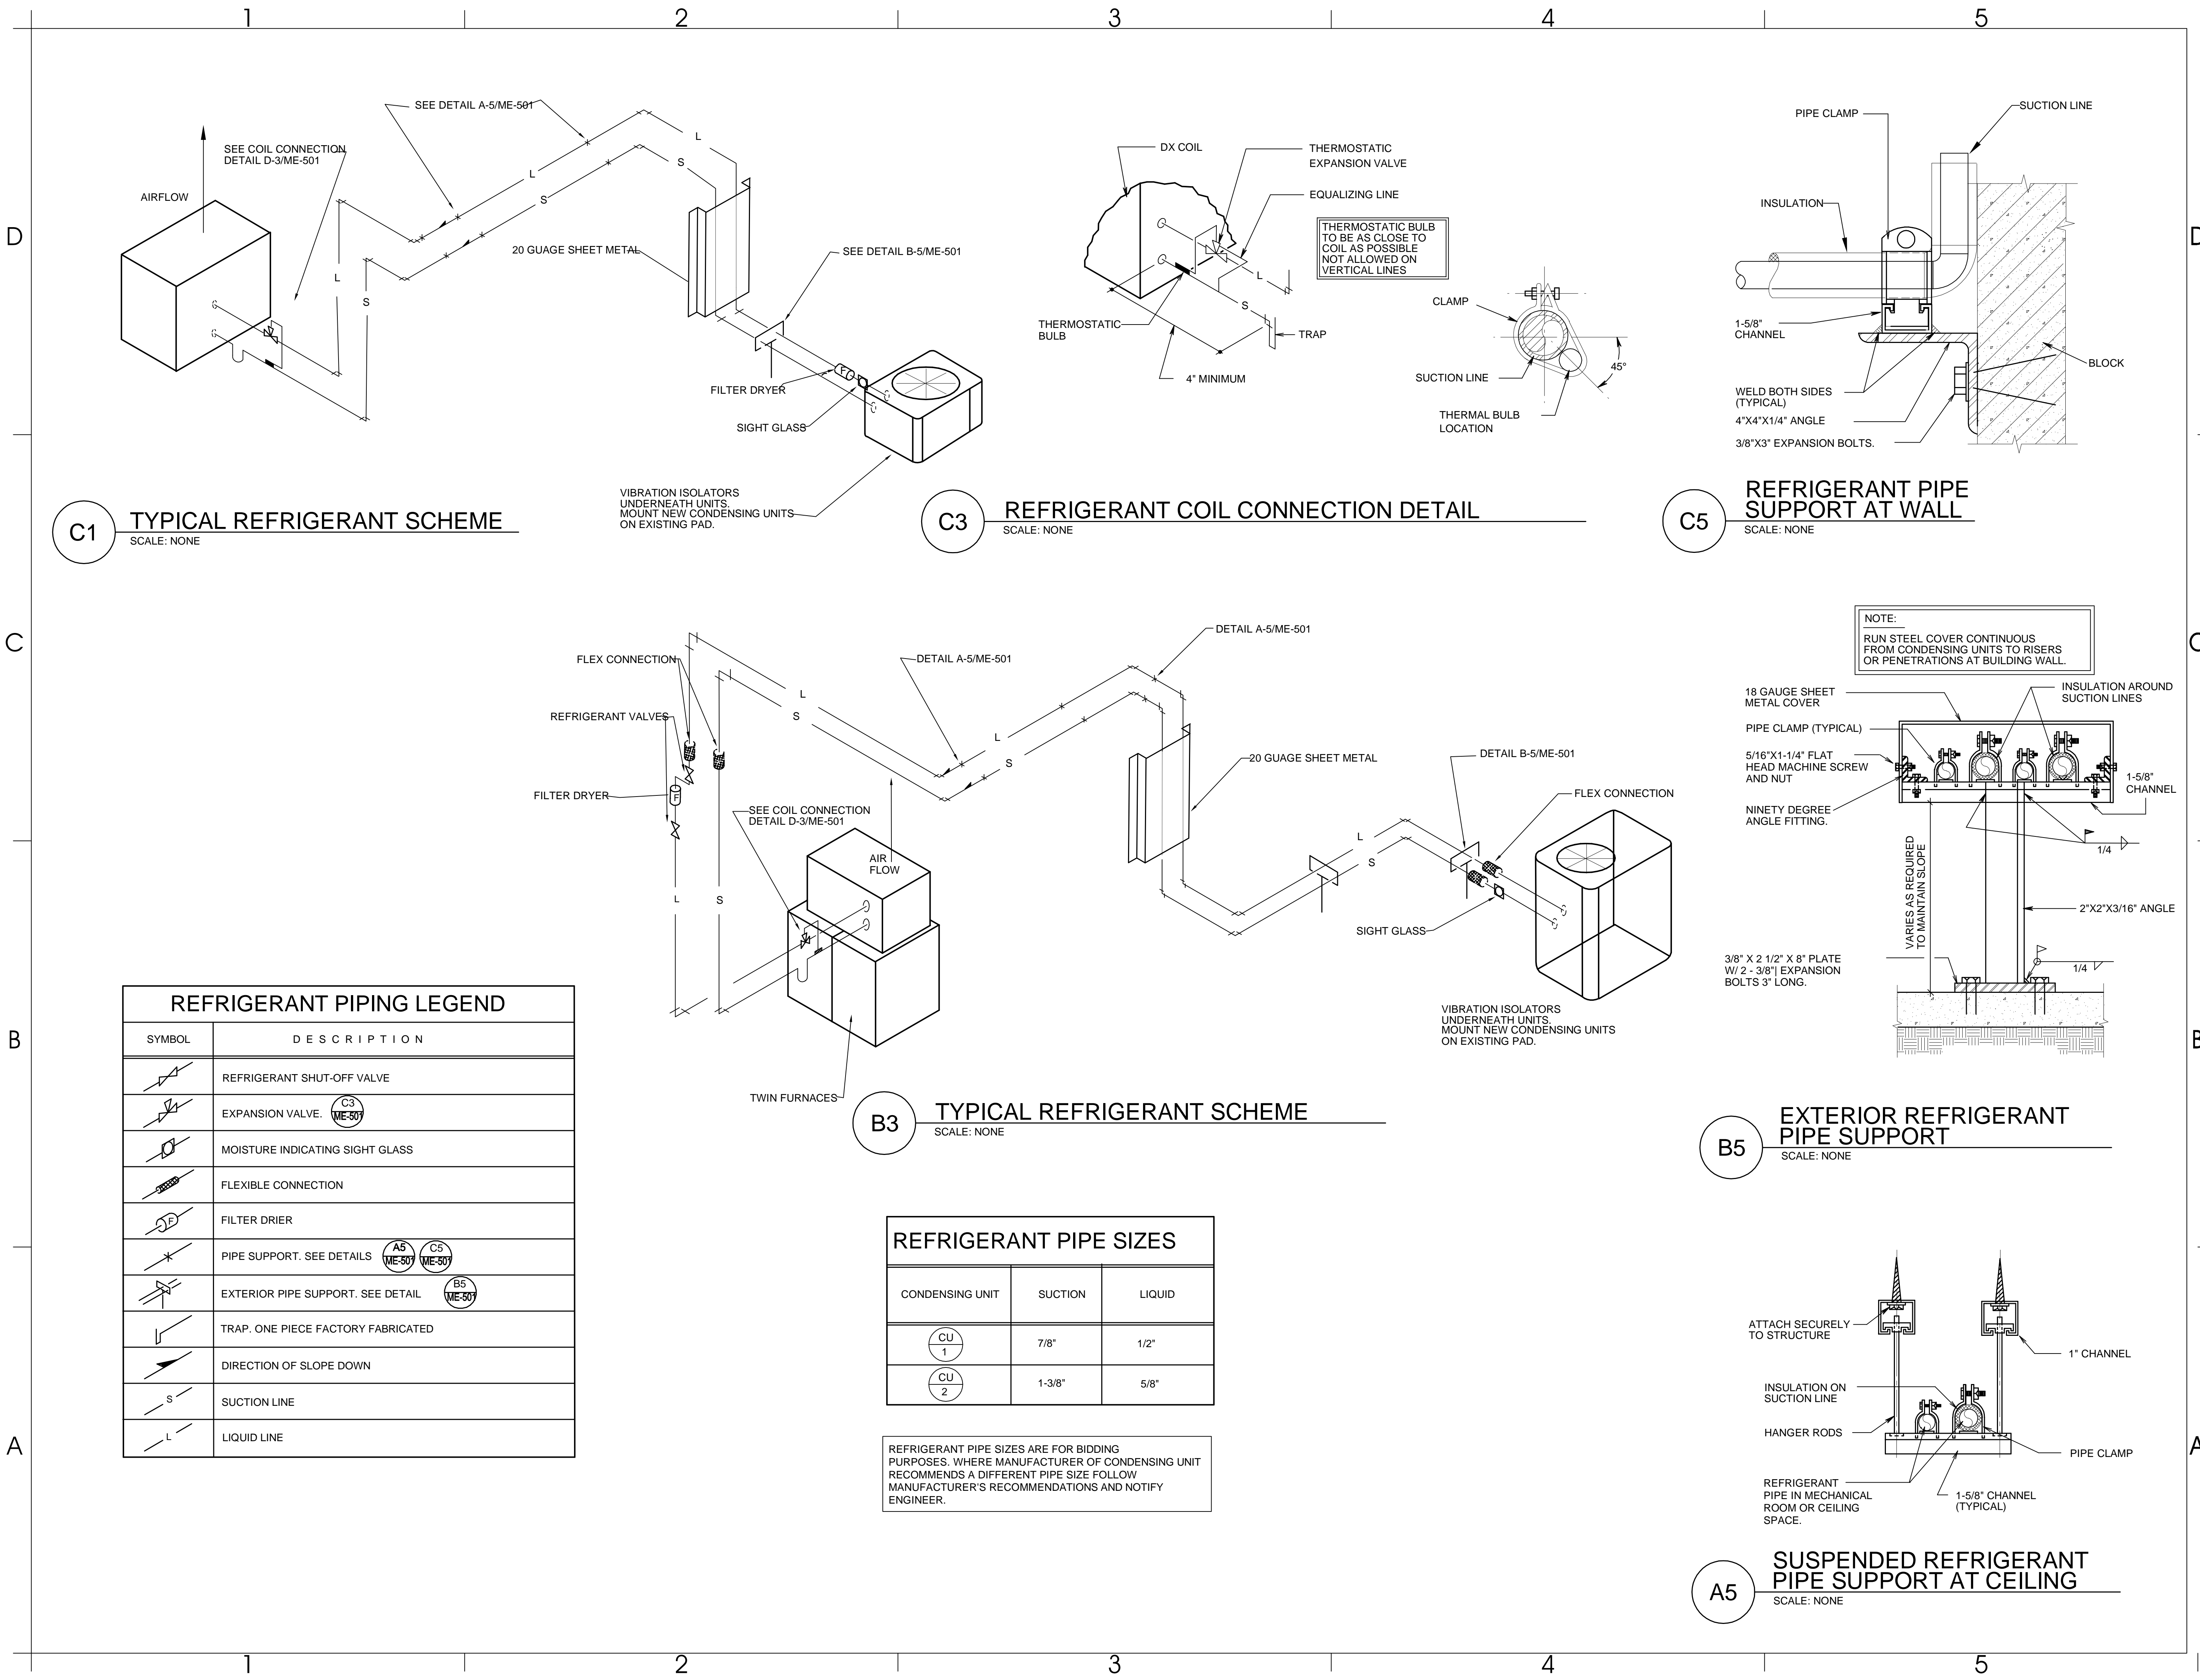 1
2
3
4
5
D
C
B
A
SEE DETAIL A-5/ME-501
SEE COIL CONNECTION
DETAIL D-3/ME-501
AIRFLOW
L
S
L
S
L
S
20 GUAGE SHEET METAL
SEE DETAIL B-5/ME-501
FILTER DRYER
F
SIGHT GLASS
VIBRATION ISOLATORS
UNDERNEATH UNITS.
MOUNT NEW CONDENSING UNITS
ON EXISTING PAD.
C1
TYPICAL REFRIGERANT SCHEME
SCALE: NONE
DX COIL
THERMOSTATIC
EXPANSION VALVE
EQUALIZING LINE
THERMOSTATIC BULB
TO BE AS CLOSE TO
COIL AS POSSIBLE
NOT ALLOWED ON
VERTICAL LINES
L
S
THERMOSTATIC
BULB
TRAP
4" MINIMUM
CLAMP
SUCTION LINE
45°
THERMAL BULB
LOCATION
C3
REFRIGERANT COIL CONNECTION DETAIL
SCALE: NONE
PIPE CLAMP
SUCTION LINE
INSULATION
1-5/8"
CHANNEL
BLOCK
WELD BOTH SIDES
(TYPICAL)
4"X4"X1/4" ANGLE
3/8"X3" EXPANSION BOLTS.
C5
REFRIGERANT PIPE
SUPPORT AT WALL
SCALE: NONE
FLEX CONNECTION
REFRIGERANT VALVES
FILTER DRYER
F
L
S
L
S
DETAIL A-5/ME-501
DETAIL A-5/ME-501
L
S
SEE COIL CONNECTION
DETAIL D-3/ME-501
AIR
FLOW
20 GUAGE SHEET METAL
DETAIL B-5/ME-501
FLEX CONNECTION
L
S
SIGHT GLASS
VIBRATION ISOLATORS
UNDERNEATH UNITS.
MOUNT NEW CONDENSING UNITS
ON EXISTING PAD.
TWIN FURNACES
B3
TYPICAL REFRIGERANT SCHEME
SCALE: NONE
NOTE:
RUN STEEL COVER CONTINUOUS
FROM CONDENSING UNITS TO RISERS
OR PENETRATIONS AT BUILDING WALL.
18 GAUGE SHEET
METAL COVER
INSULATION AROUND
SUCTION LINES
PIPE CLAMP (TYPICAL)
5/16"X1-1/4" FLAT
HEAD MACHINE SCREW
AND NUT
1-5/8"
CHANNEL
NINETY DEGREE
ANGLE FITTING.
1/4
VARIES AS REQUIRED
TO MAINTAIN SLOPE
2"X2"X3/16" ANGLE
3/8" X 2 1/2" X 8" PLATE
W/ 2 - 3/8"| EXPANSION
BOLTS 3" LONG.
1/4
B5
EXTERIOR REFRIGERANT
PIPE SUPPORT
SCALE: NONE
REFRIGERANT PIPING LEGEND
SYMBOL
DESCRIPTION
REFRIGERANT SHUT-OFF VALVE
EXPANSION VALVE. C3 ME-501
MOISTURE INDICATING SIGHT GLASS
FLEXIBLE CONNECTION
F FILTER DRIER
PIPE SUPPORT. SEE DETAILS A5 ME-501 C5 ME-501
EXTERIOR PIPE SUPPORT. SEE DETAIL B5 ME-501
TRAP. ONE PIECE FACTORY FABRICATED
DIRECTION OF SLOPE DOWN
S SUCTION LINE
L LIQUID LINE
REFRIGERANT PIPE SIZES
CONDENSING UNIT SUCTION LIQUID
CU 1 7/8" 1/2"
CU 2 1-3/8" 5/8"
REFRIGERANT PIPE SIZES ARE FOR BIDDING
PURPOSES. WHERE MANUFACTURER OF CONDENSING UNIT
RECOMMENDS A DIFFERENT PIPE SIZE FOLLOW
MANUFACTURER'S RECOMMENDATIONS AND NOTIFY
ENGINEER.
ATTACH SECURELY
TO STRUCTURE
1" CHANNEL
INSULATION ON
SUCTION LINE
HANGER RODS
PIPE CLAMP
REFRIGERANT
PIPE IN MECHANICAL
ROOM OR CEILING
SPACE.
1-5/8" CHANNEL
(TYPICAL)
A5
SUSPENDED REFRIGERANT
PIPE SUPPORT AT CEILING
SCALE: NONE
1
2
3
4
5